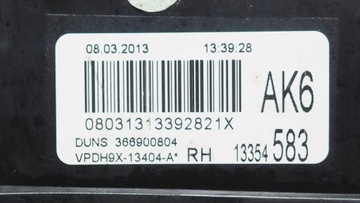 08.03.2013 13:39:28
AK6
08031313392821X
DUNS 366900804
VPDH9X-13404-A* RH 13354 583